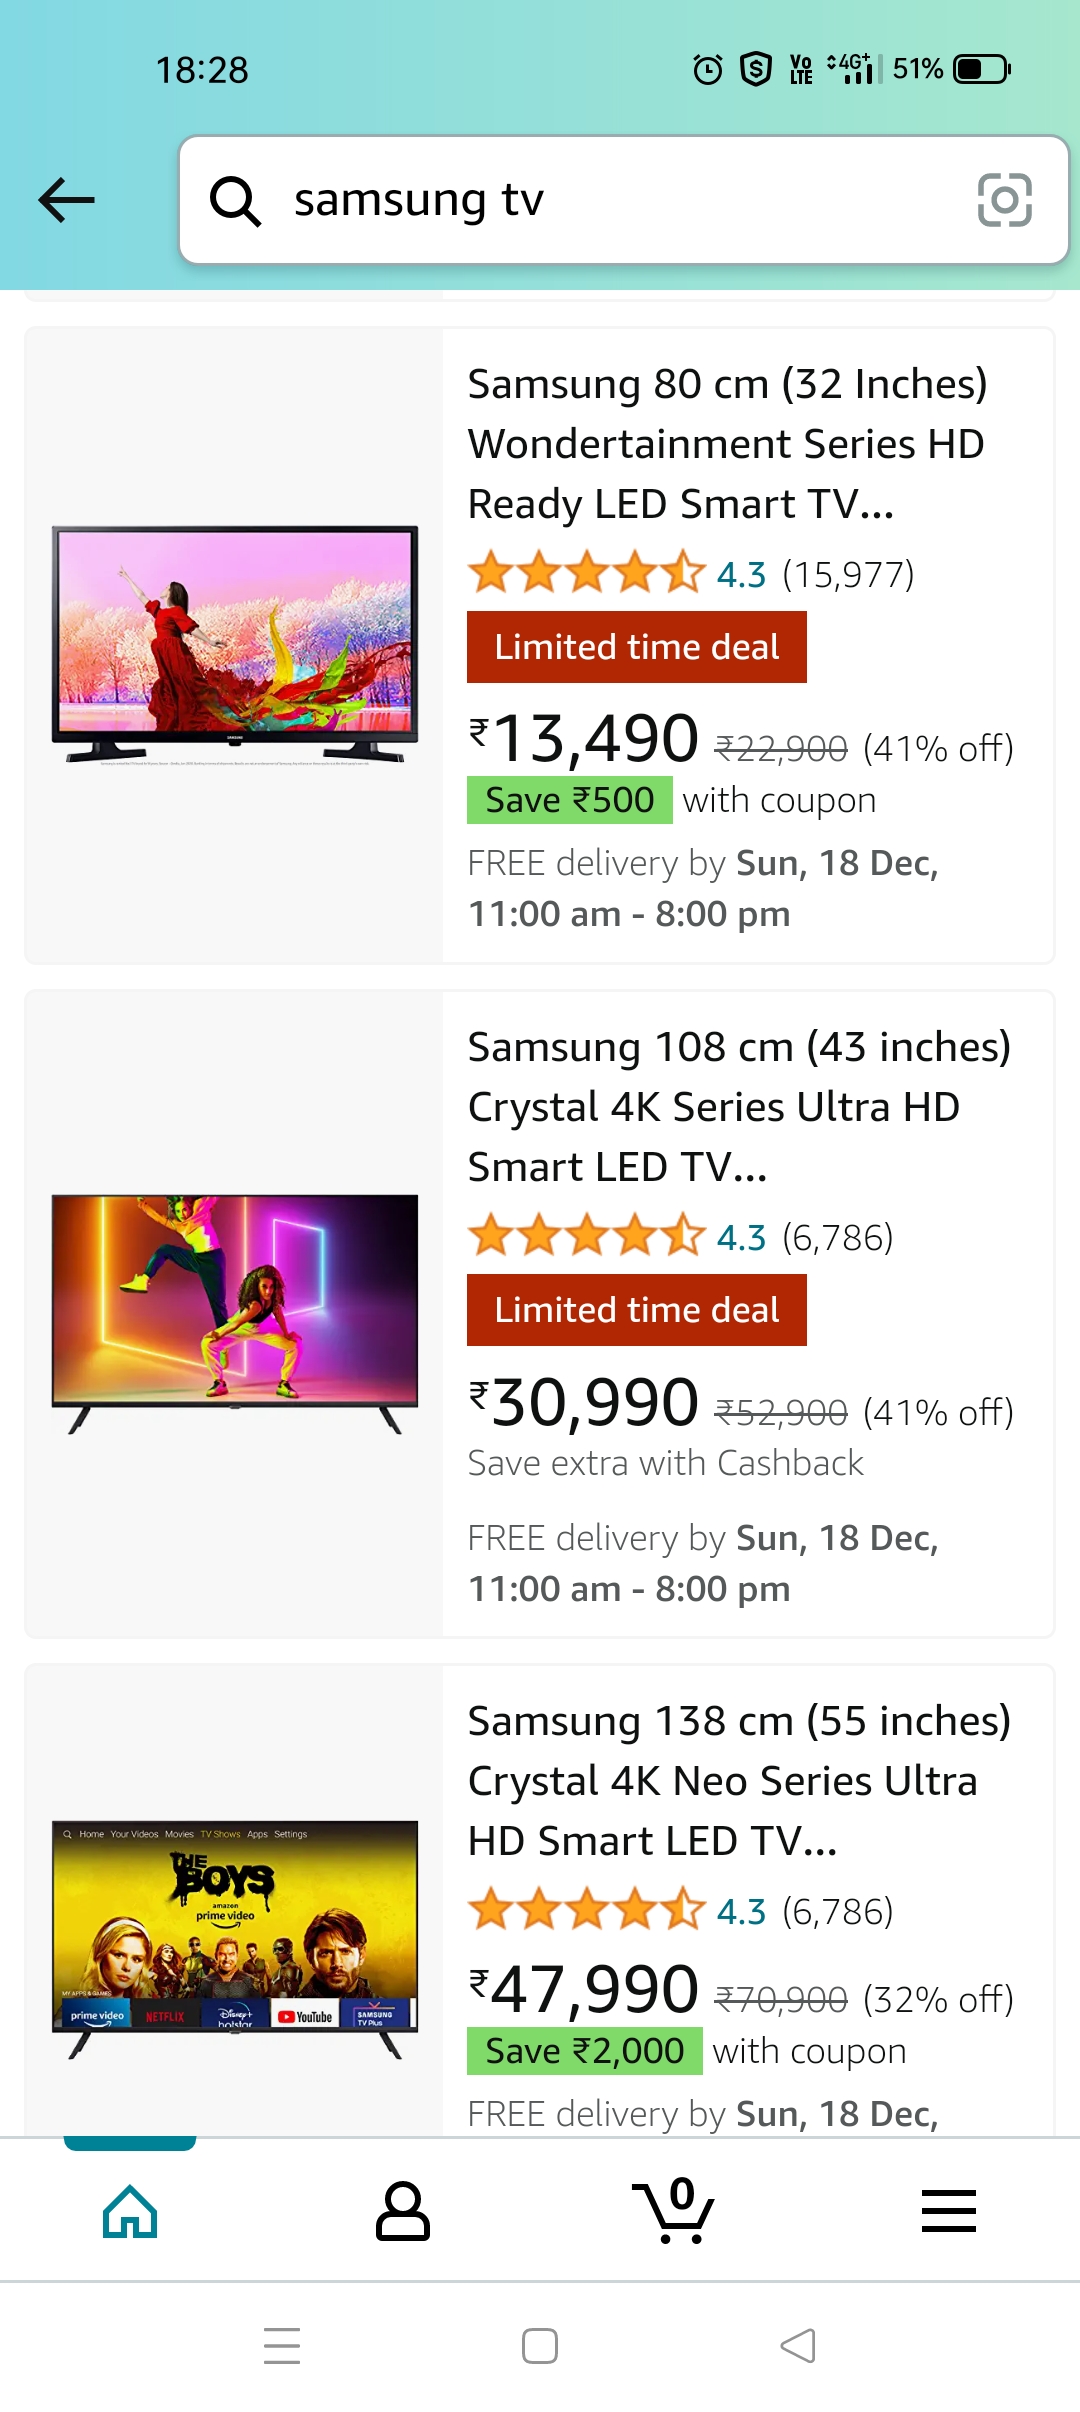 18:28
Vo LTE 4G+ 51%
samsung tv
Samsung 80 cm (32 Inches)
Wondertainment Series HD
Ready LED Smart TV...
4.3 (15,977)
Limited time deal
₹13,490 ₹22,900 (41% off)
Save ₹500 with coupon
FREE delivery by Sun, 18 Dec,
11:00 am - 8:00 pm
SAMSUNG
Samsung 108 cm (43 inches)
Crystal 4K Series Ultra HD
Smart LED TV...
4.3 (6,786)
Limited time deal
₹30,990 ₹52,900 (41% off)
Save extra with Cashback
FREE delivery by Sun, 18 Dec,
11:00 am - 8:00 pm
Samsung 138 cm (55 inches)
Crystal 4K Neo Series Ultra
HD Smart LED TV...
4.3 (6,786)
₹47,990 ₹70,900 (32% off)
Save ₹2,000 with coupon
FREE delivery by Sun, 18 Dec,
Home Your Videos Movies TV Shows Apps Settings
THE
BOYS
amazon
prime video
MY APPS & GAMES
prime video NETFLIX Disney+ hotstar YouTube SAMSUNG TV Plus
0